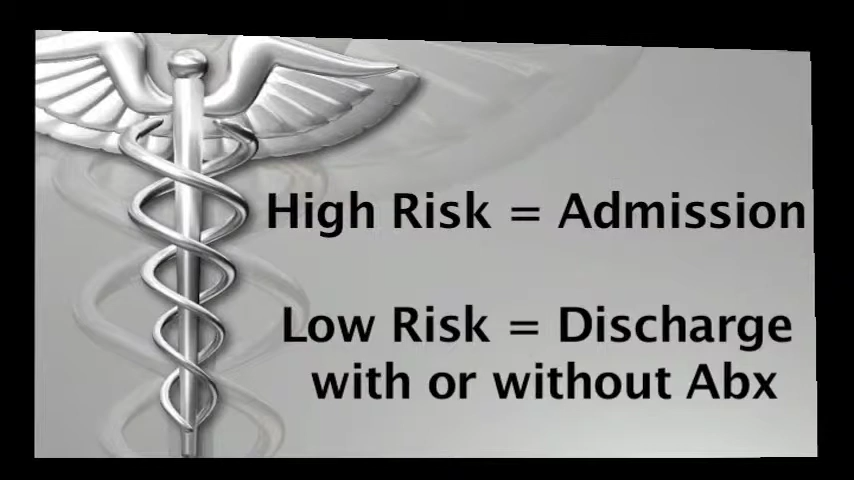 High Risk = Admission
Low Risk = Discharge
with or without Abx